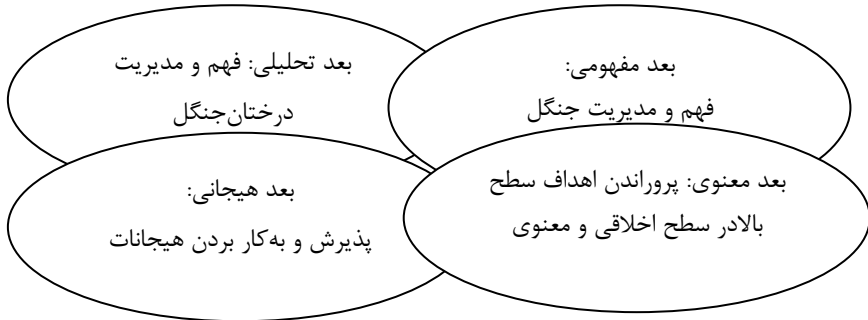 بعد مفهومی:
فهم و مدیریت جنگل
بعد تحلیلی: فهم و مدیریت
درختان‌جنگل
بعد معنوی: پروراندن اهداف سطح
بالادر سطح اخلاقی و معنوی
بعد هیجانی:
پذیرش و به‌کار بردن هیجانات